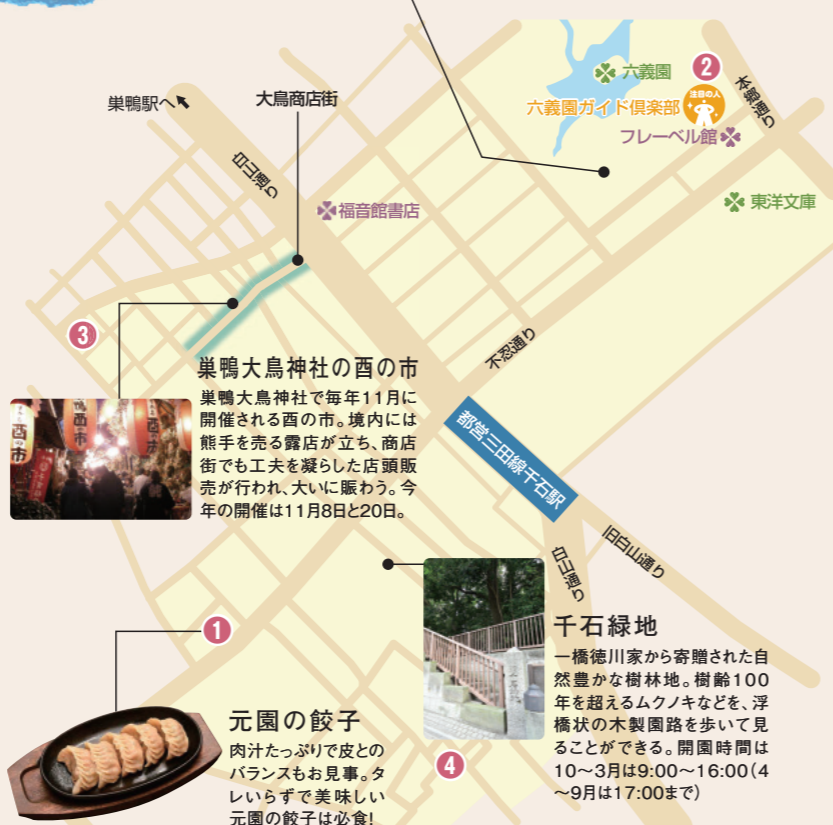 六義園
2
注目の人
六義園ガイド倶楽部
本郷通り
フレーベル館
東洋文庫
巣鴨駅へ
大鳥商店街
白山通り
福音館書店
不忍通り
3
巣鴨大鳥神社の酉の市
巣鴨大鳥神社で毎年11月に
開催される酉の市。境内には
熊手を売る露店が立ち、商店
街でも工夫を凝らした店頭販
売が行われ、大いに賑わう。今
年の開催は11月8日と20日。
酉の市
酉の市
酉の市
都営三田線千石駅
白山通り
旧白山通り
1
元園の餃子
肉汁たっぷりで皮との
バランスもお見事。タ
レいらずで美味しい
元園の餃子は必食!
4
千石緑地
一橋徳川家から寄贈された自
然豊かな樹林地。樹齢100
年を超えるムクノキなどを、浮
橋状の木製園路を歩いて見
ることができる。開園時間は
10〜3月は9:00〜16:00(4
〜9月は17:00まで)